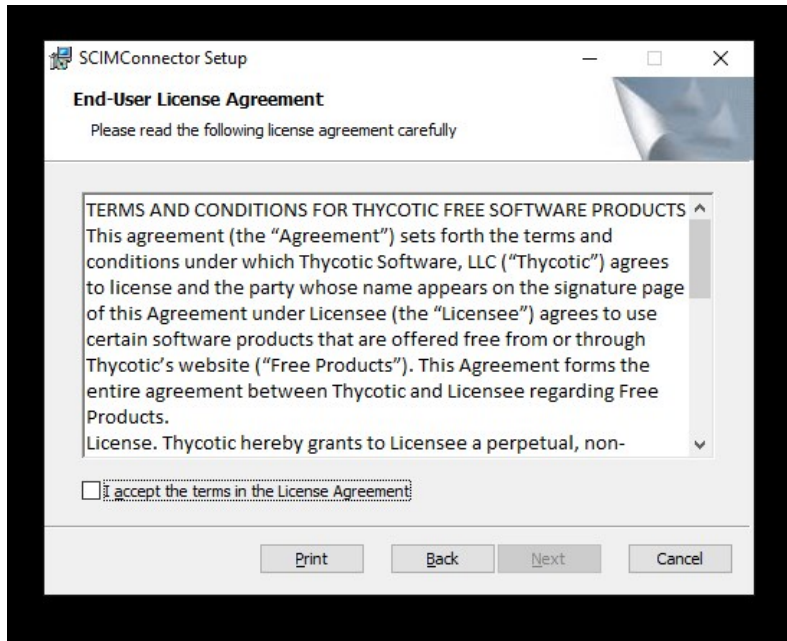 SCIMConnector Setup
End-User License Agreement
Please read the following license agreement carefully
TERMS AND CONDITIONS FOR THYCOTIC FREE SOFTWARE PRODUCTS
This agreement (the “Agreement”) sets forth the terms and
conditions under which Thycotic Software, LLC (“Thycotic”) agrees
to license and the party whose name appears on the signature page
of this Agreement under Licensee (the “Licensee”) agrees to use
certain software products that are offered free from or through
Thycotic’s website (“Free Products”). This Agreement forms the
entire agreement between Thycotic and Licensee regarding Free
Products.
License. Thycotic hereby grants to Licensee a perpetual, non-
I accept the terms in the License Agreement
Print Back Next Cancel